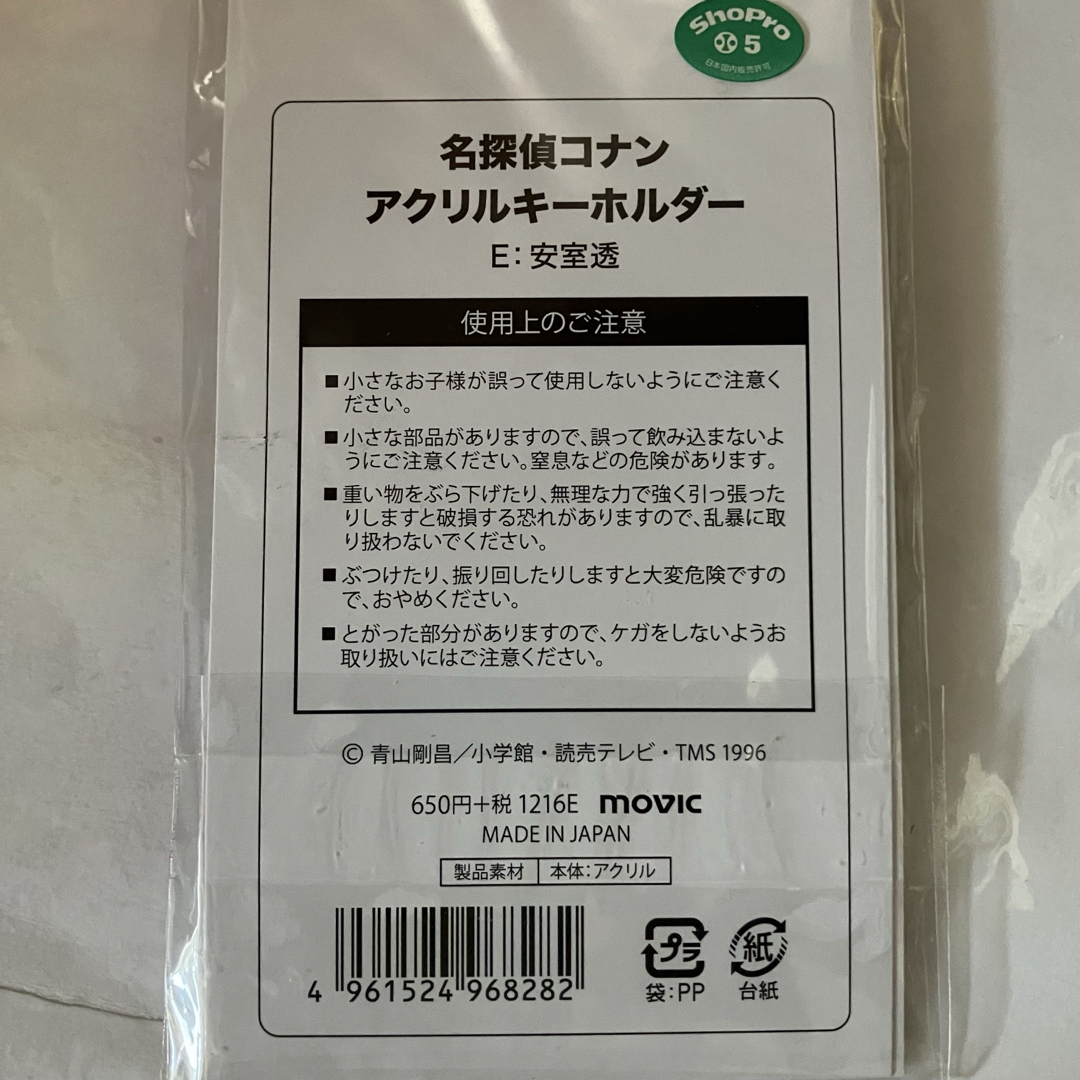 ShoPro
5
日本国内販売許可
名探偵コナン
アクリルキーホルダー
E：安室透
使用上のご注意
■小さなお子様が誤って使用しないようにご注意く
ださい。
■小さな部品がありますので、誤って飲み込まないよ
うにご注意ください。窒息などの危険があります。
■重い物をぶら下げたり、無理な力で強く引っ張った
りしますと破損する恐れがありますので、乱暴に取
り扱わないでください。
■ぶつけたり、振り回したりしますと大変危険ですの
で、おやめください。
■とがった部分がありますので、ケガをしないようお
取り扱いにはご注意ください。
© 青山剛昌／小学館・読売テレビ・TMS 1996
650円+税 1216E movic
MADE IN JAPAN
製品素材 本体：アクリル
4 961524 968282
プラ 紙
袋：PP 台紙